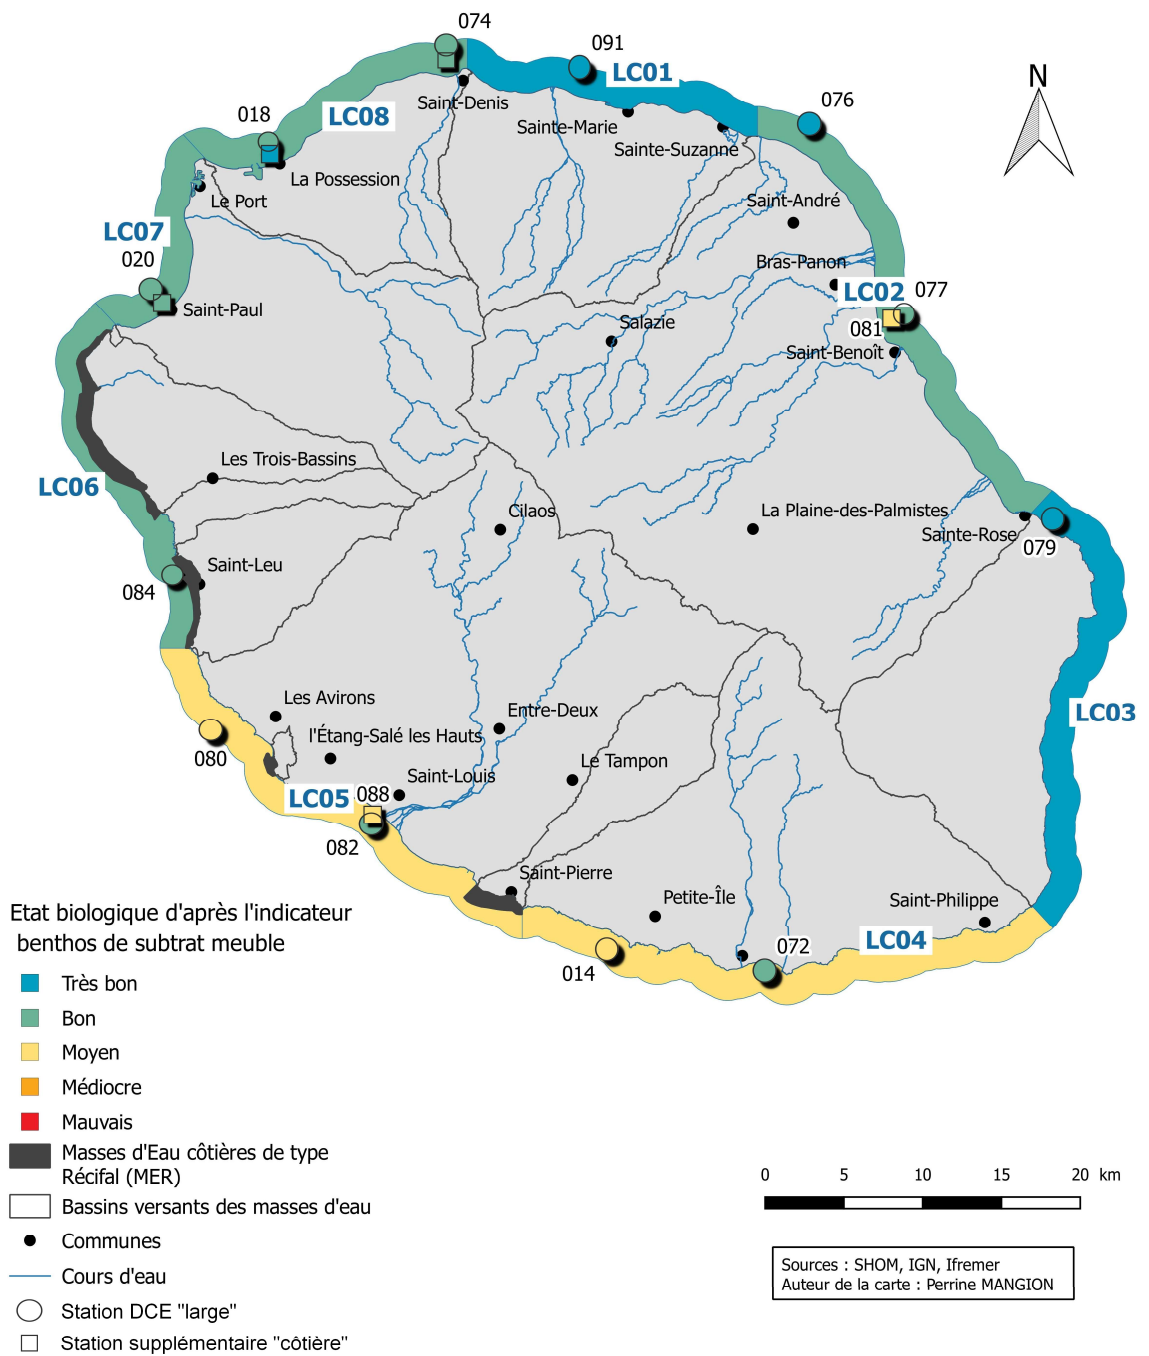 074
091
LC01
N
Saint-Denis
076
018
LC08
Sainte-Marie
Sainte-Suzanne
La Possession
Le Port
Saint-André
LC07
020
Bras-Panon
LC02
077
Saint-Paul
Salazie
081
Saint-Benoît
Les Trois-Bassins
LC06
Cilaos
La Plaine-des-Palmistes
Sainte-Rose
079
Saint-Leu
084
Les Avirons
Entre-Deux
LC03
l'Étang-Salé les Hauts
080
Le Tampon
Saint-Louis
LC05
088
082
Saint-Pierre
Petite-Île
Saint-Philippe
LC04
072
014
Etat biologique d'après l'indicateur
benthos de subtrat meuble
Très bon
Bon
Moyen
Médiocre
Mauvais
Masses d'Eau côtières de type
Récifal (MER)
Bassins versants des masses d'eau
Communes
Cours d'eau
Station DCE "large"
Station supplémentaire "côtière"
0 5 10 15 20 km
Sources : SHOM, IGN, Ifremer
Auteur de la carte : Perrine MANGION